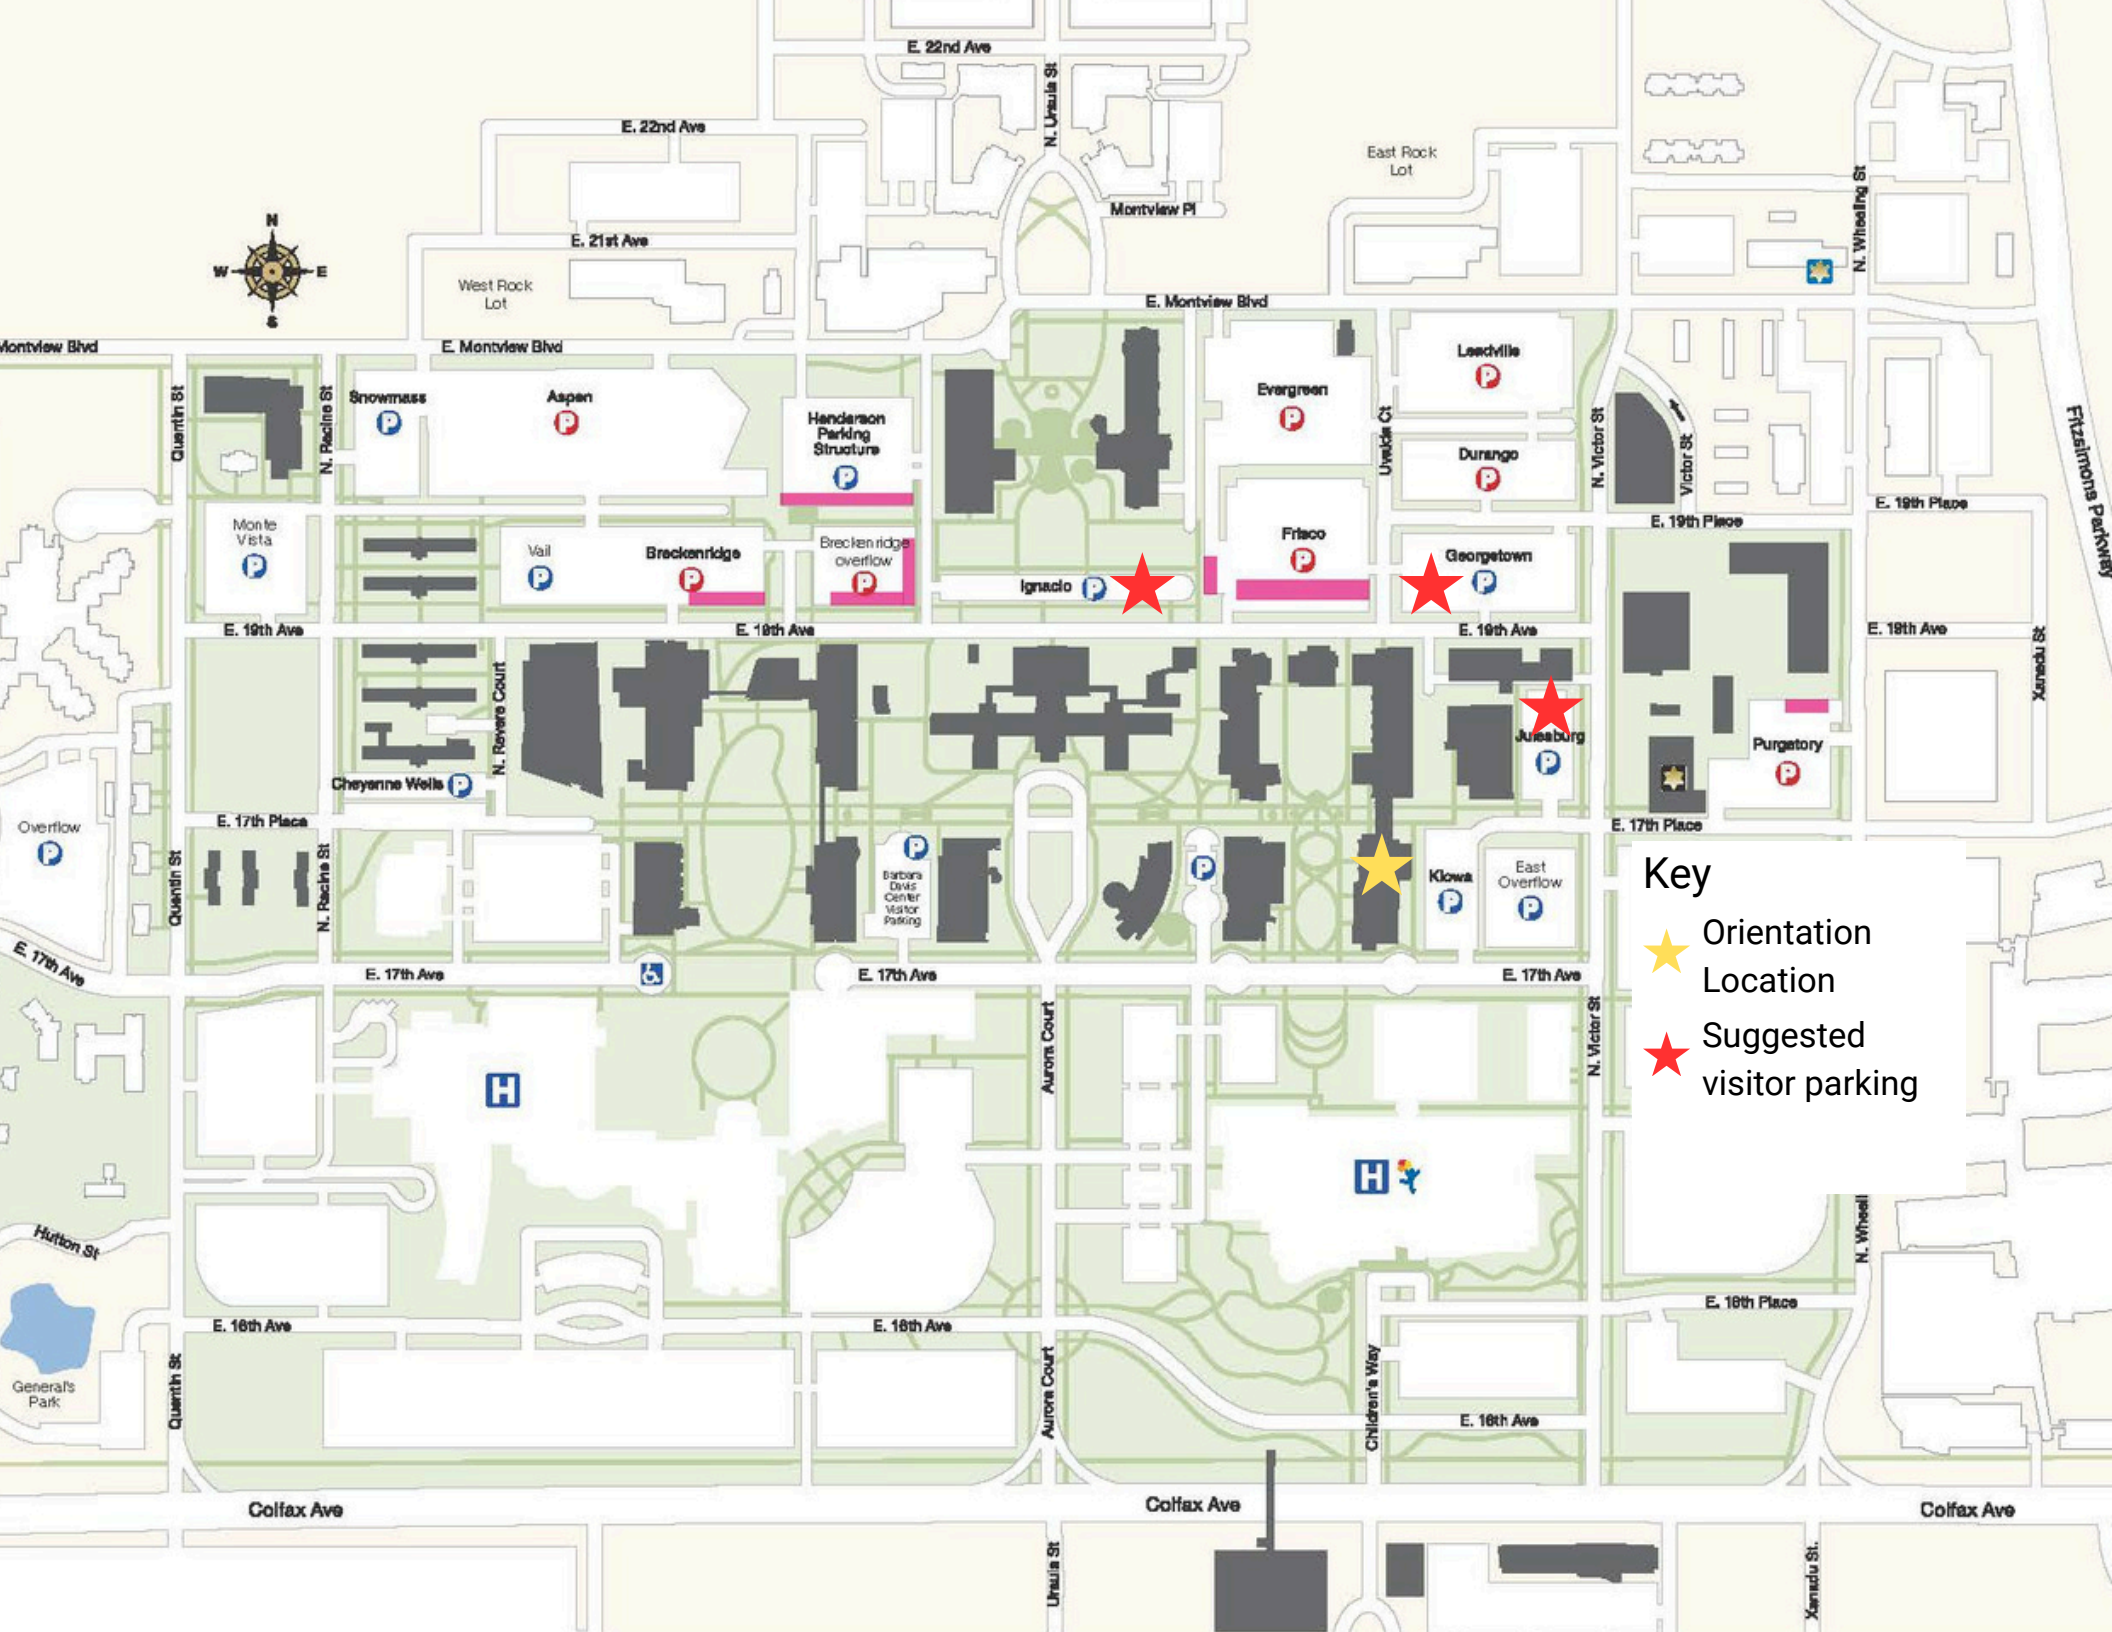 E. 22nd Ave
N. Ursula St
E. 22nd Ave
East Rock
Lot
Montview Pl
N. Wheeling St
N
W
E
S
E. 21st Ave
West Rock
Lot
E. Montview Blvd
Montview Blvd
E. Montview Blvd
Quentin St
N. Racine St
Snowmass
P
Aspen
P
Henderson
Parking
Structure
P
Evergreen
P
Uvalda Ct
Leadville
P
Durango
P
N. Victor St
Victor St
Fitzsimons Parkway
E. 19th Place
E. 19th Place
Monte
Vista
P
Vail
P
Breckenridge
P
Breckenridge
overflow
P
Ignacio
P
Frisco
P
Georgetown
P
E. 19th Ave
E. 19th Ave
E. 19th Ave
E. 19th Ave
Xanadu St
N. Revere Court
Julesburg
P
Purgatory
P
Cheyenne Wells
P
E. 17th Place
E. 17th Place
Overflow
P
Quentin St
N. Racine St
P
Barbara
Davis
Center
Visitor
Parking
P
Kiowa
P
East
Overflow
P
Key
Orientation
Location
Suggested
visitor parking
E. 17th Ave
E. 17th Ave
E. 17th Ave
E. 17th Ave
Aurora Court
N. Victor St
H
H
Hutton St
N. Wheel
E. 16th Place
E. 16th Ave
E. 16th Ave
General's
Park
Quentin St
Aurora Court
Children's Way
E. 16th Ave
Colfax Ave
Colfax Ave
Colfax Ave
Ursula St
Xanadu St.